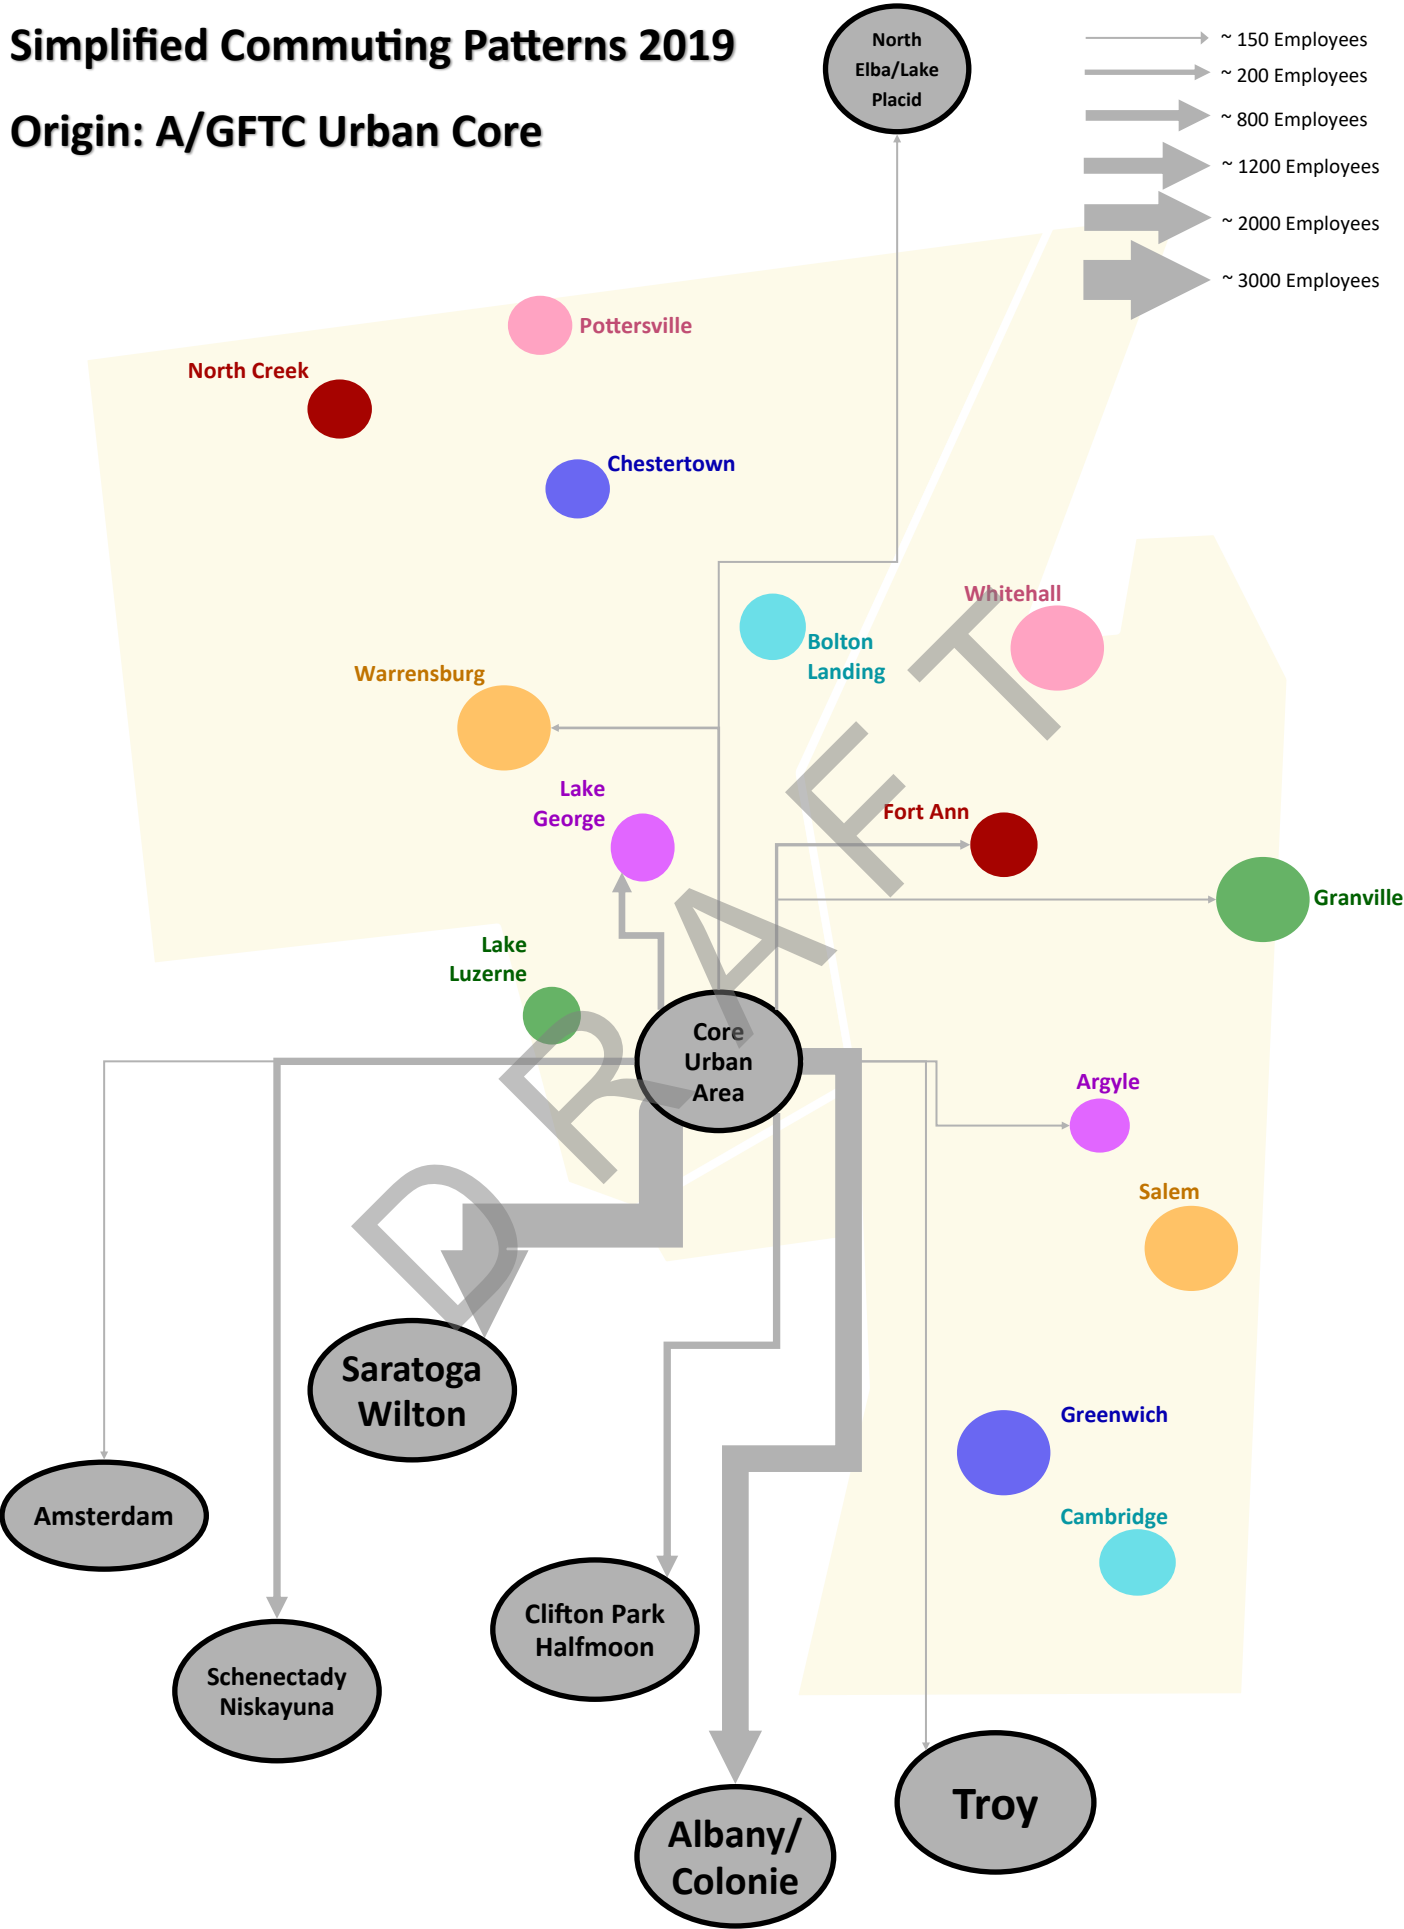 Simplified Commuting Patterns 2019
Origin: A/GFTC Urban Core
North
Elba/Lake
Placid
~ 150 Employees
~ 200 Employees
~ 800 Employees
~ 1200 Employees
~ 2000 Employees
~ 3000 Employees
Pottersville
North Creek
Chestertown
Whitehall
Bolton
Landing
Warrensburg
Lake
George
Fort Ann
Granville
Lake
Luzerne
Core
Urban
Area
Argyle
Salem
DRAFT
Saratoga
Wilton
Greenwich
Amsterdam
Cambridge
Clifton Park
Halfmoon
Schenectady
Niskayuna
Troy
Albany/
Colonie